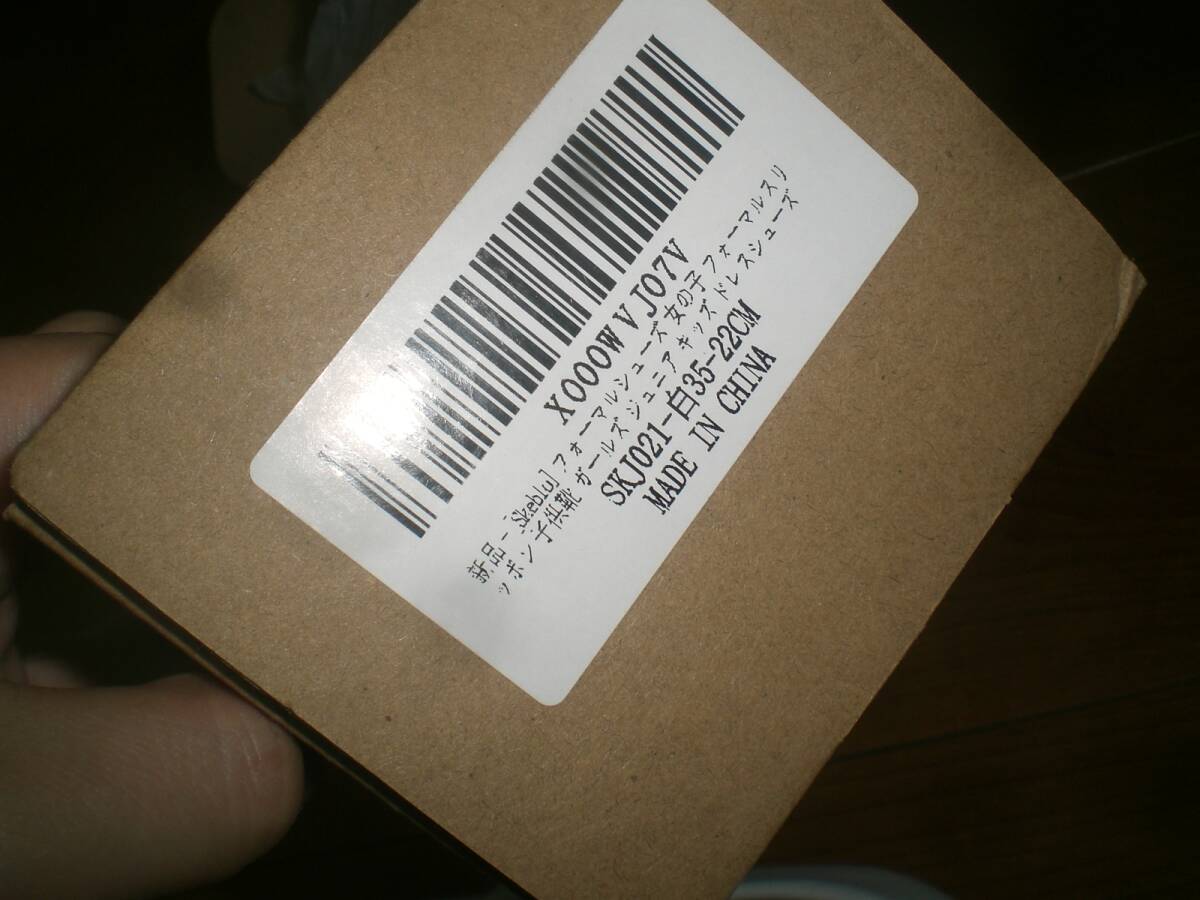 X000WVJ07V
新品 - [Skeblu] フォーマルシューズ 女の子 フォーマルスリ
ッポン 子供靴 ガールズ ジュニア キッズ ドレスシューズ
SKJ021-白35-22CM
MADE IN CHINA